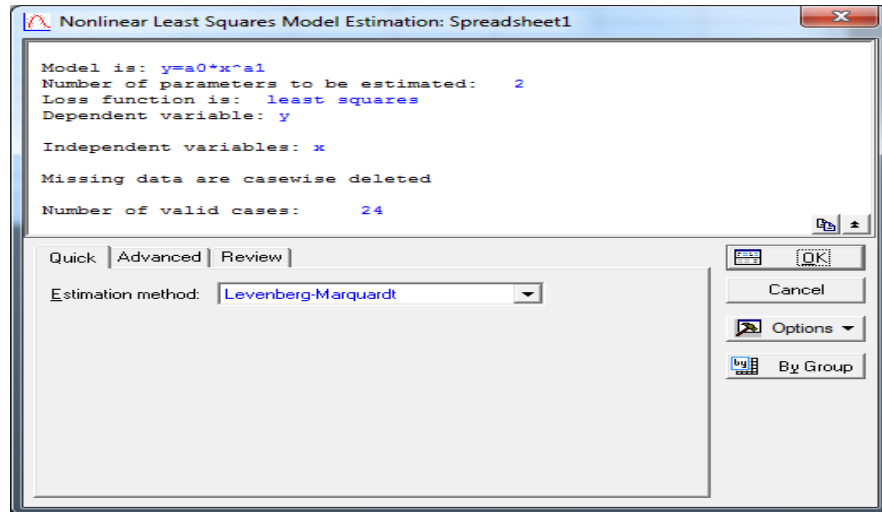 Nonlinear Least Squares Model Estimation: Spreadsheet1
Model is: y=a0*x^a1
Number of parameters to be estimated: 2
Loss function is: least squares
Dependent variable: y
Independent variables: x
Missing data are casewise deleted
Number of valid cases: 24
Quick Advanced Review
OK
Estimation method: Levenberg-Marquardt
Cancel
Options
By Group